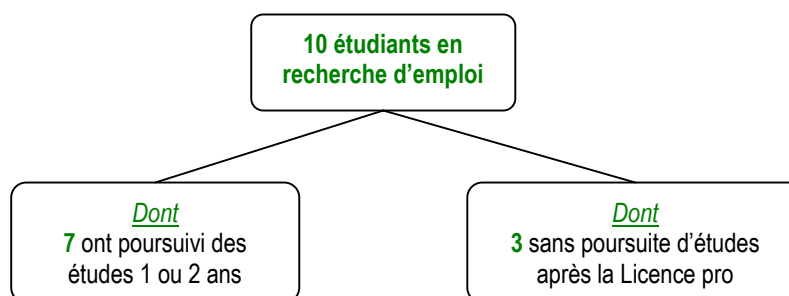 10 étudiants en
recherche d'emploi
Dont
7 ont poursuivi des
études 1 ou 2 ans
Dont
3 sans poursuite d'études
après la Licence pro